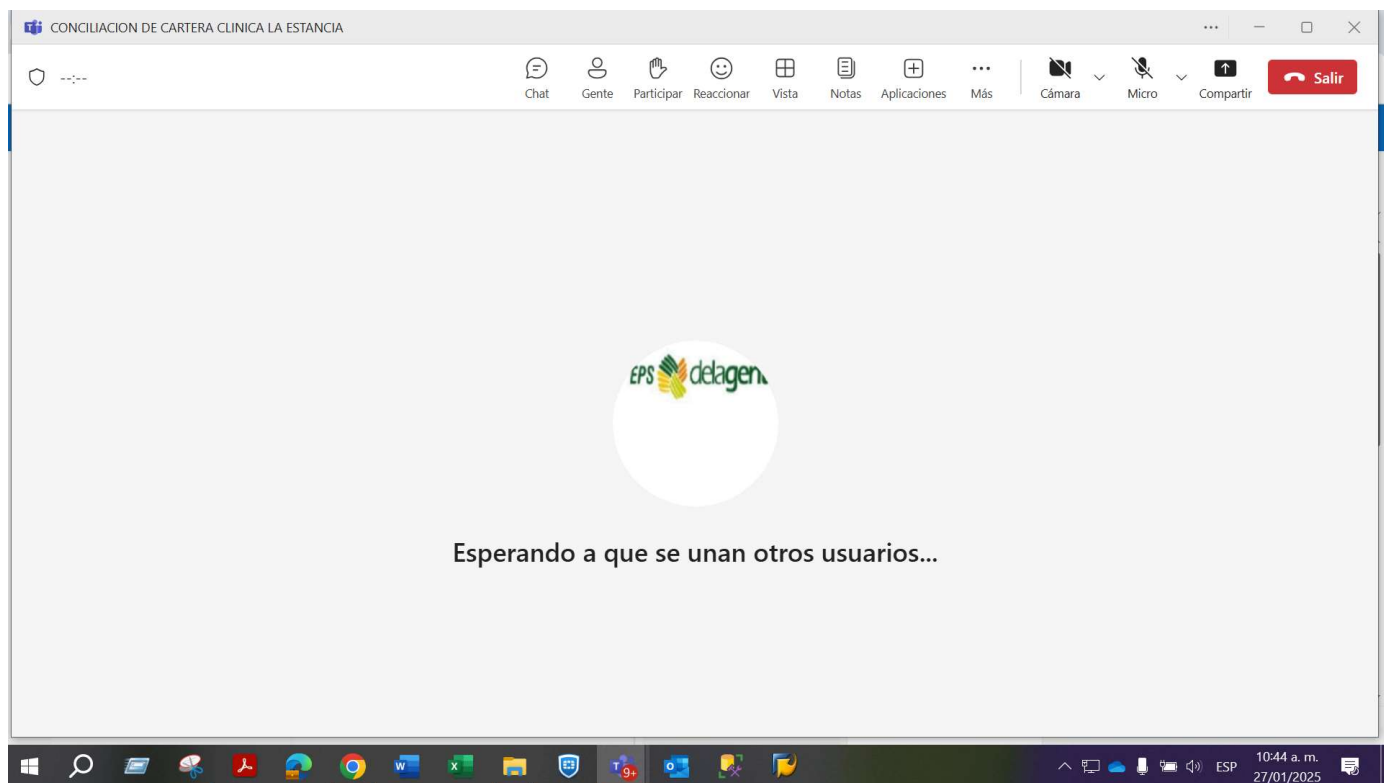 CONCILIACION DE CARTERA CLINICA LA ESTANCIA
--:--
Chat
Gente
Participar
Reaccionar
Vista
Notas
Aplicaciones
Más
Cámara
Micro
Compartir
Salir
EPS delagen
Esperando a que se unan otros usuarios...
9+
ESP
10:44 a. m.
27/01/2025